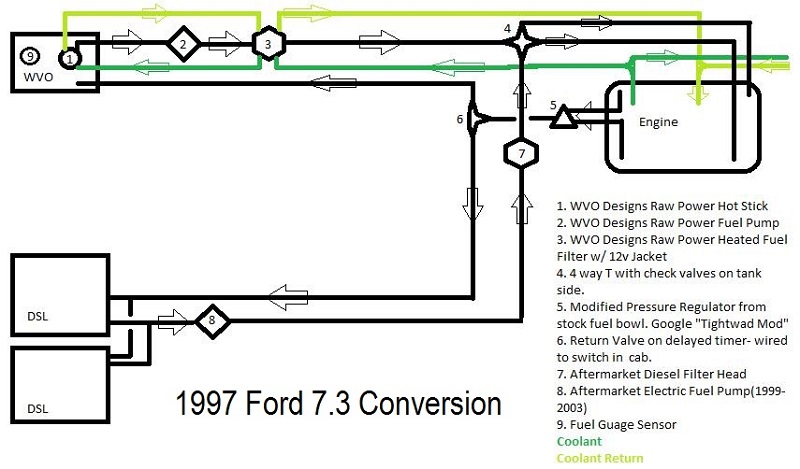 9
WVO
1
2
3
4
5
Engine
6
7
DSL
8
DSL
1997 Ford 7.3 Conversion
1. WVO Designs Raw Power Hot Stick
2. WVO Designs Raw Power Fuel Pump
3. WVO Designs Raw Power Heated Fuel
Filter w/ 12v Jacket
4. 4 way T with check valves on tank
side.
5. Modified Pressure Regulator from
stock fuel bowl. Google "Tightwad Mod"
6. Return Valve on delayed timer- wired
to switch in  cab.
7. Aftermarket Diesel Filter Head
8. Aftermarket Electric Fuel Pump(1999-
2003)
9. Fuel Guage Sensor
Coolant
Coolant Return